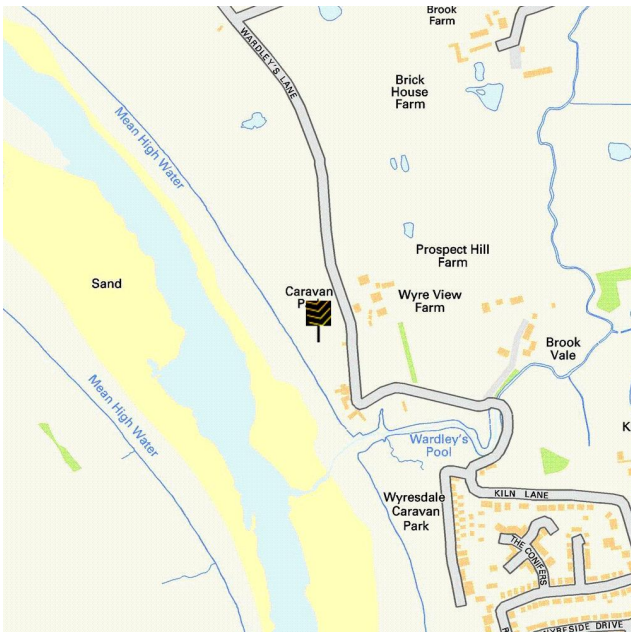 Brook
Farm
WARDLEY'S LANE
Brick
House
Farm
Mean High Water
Prospect Hill
Farm
Sand
Caravan
Wyre View
Farm
Brook
Vale
Mean High Water
Wardley's
Pool
K
Wyresdale
Caravan
Park
KILN LANE
THE CONIFERS
WYRESIDE DRIVE